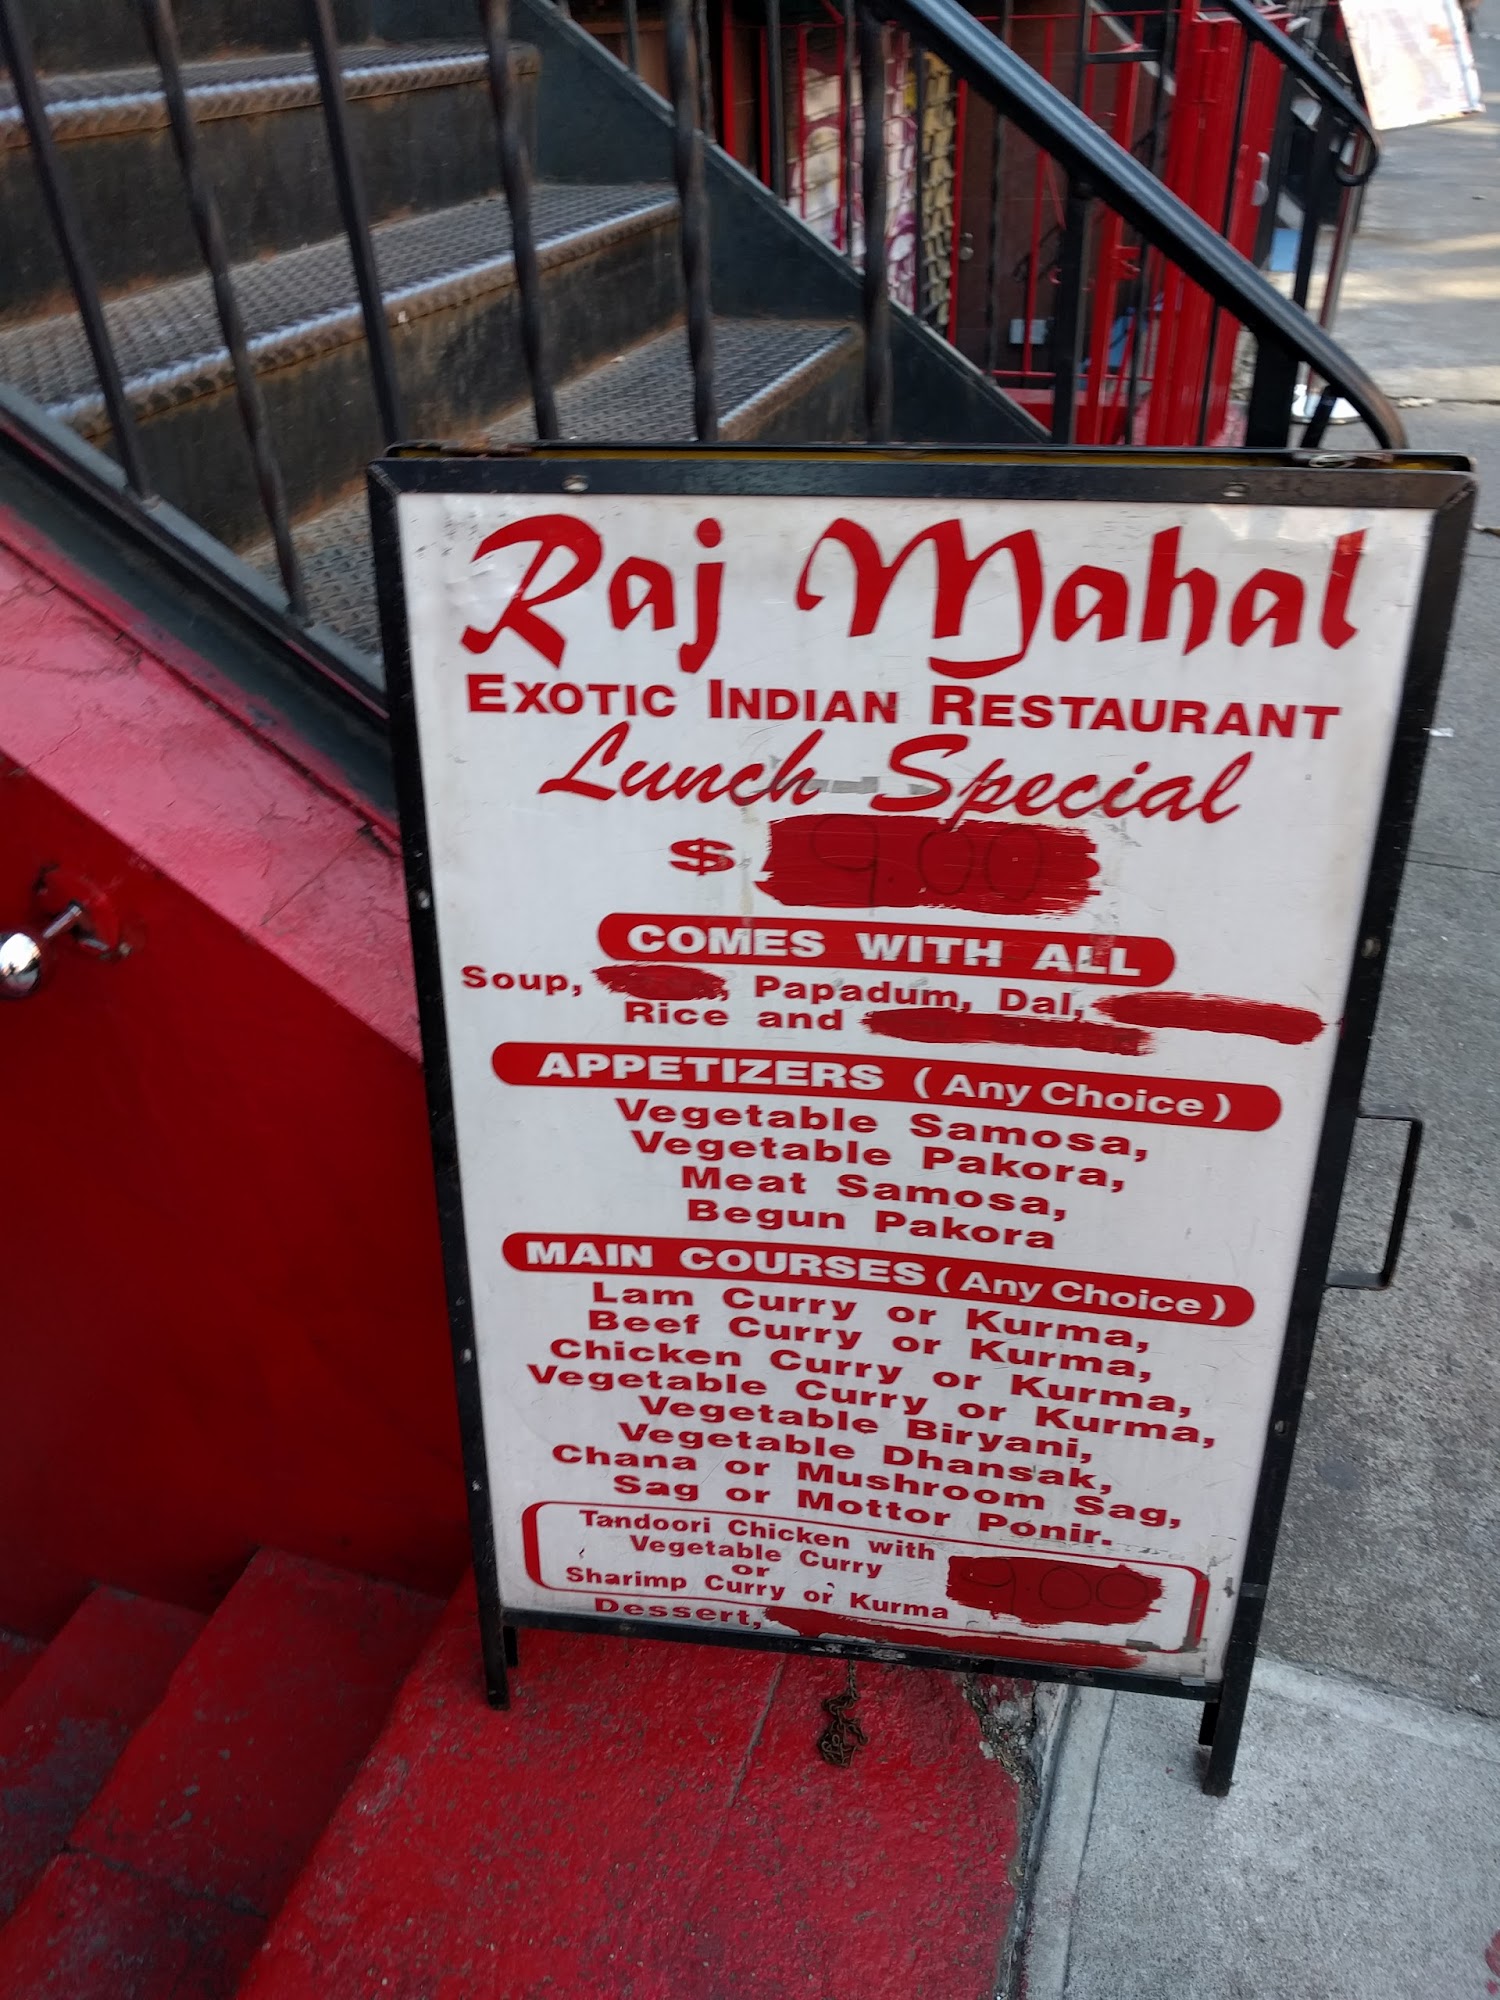 Raj Mahal
EXOTIC INDIAN RESTAURANT
Lunch Special
$ 9.00
COMES WITH ALL
Soup, , Papadum, Dal,
Rice and
APPETIZERS (Any Choice)
Vegetable Samosa,
Vegetable Pakora,
Meat Samosa,
Begun Pakora
MAIN COURSES (Any Choice)
Lam Curry or Kurma,
Beef Curry or Kurma,
Chicken Curry or Kurma,
Vegetable Curry or Kurma,
Vegetable Biryani,
Vegetable Dhansak,
Chana or Mushroom Sag,
Sag or Mottor Ponir.
Tandoori Chicken with
Vegetable Curry
or
Sharimp Curry or Kurma
9.00
Dessert,